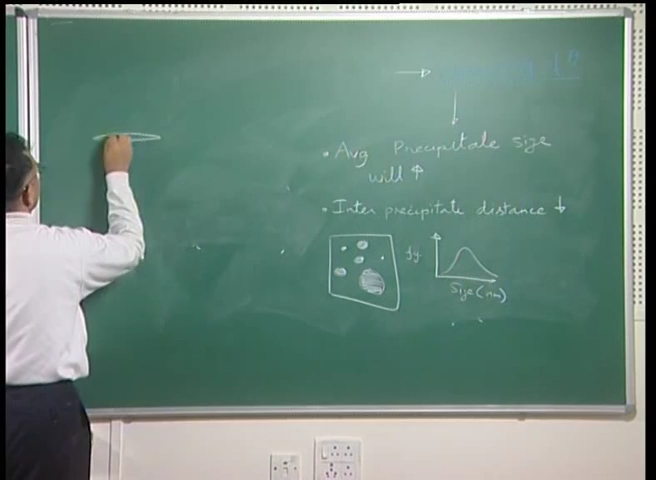 →
• Avg Precipitate size
will ↑
• Inter precipitate distance ↓
fy.
Size (nm)